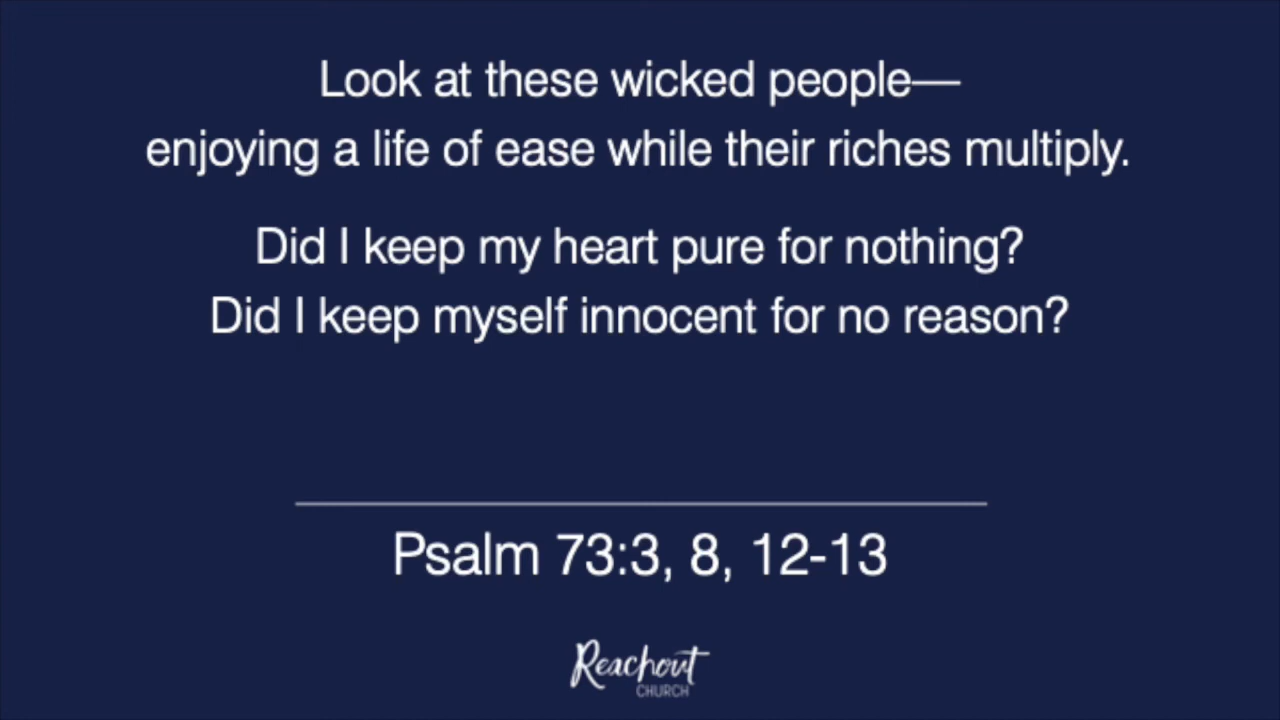 Look at these wicked people—
enjoying a life of ease while their riches multiply.
Did I keep my heart pure for nothing?
Did I keep myself innocent for no reason?
Psalm 73:3, 8, 12-13
Reachout
CHURCH